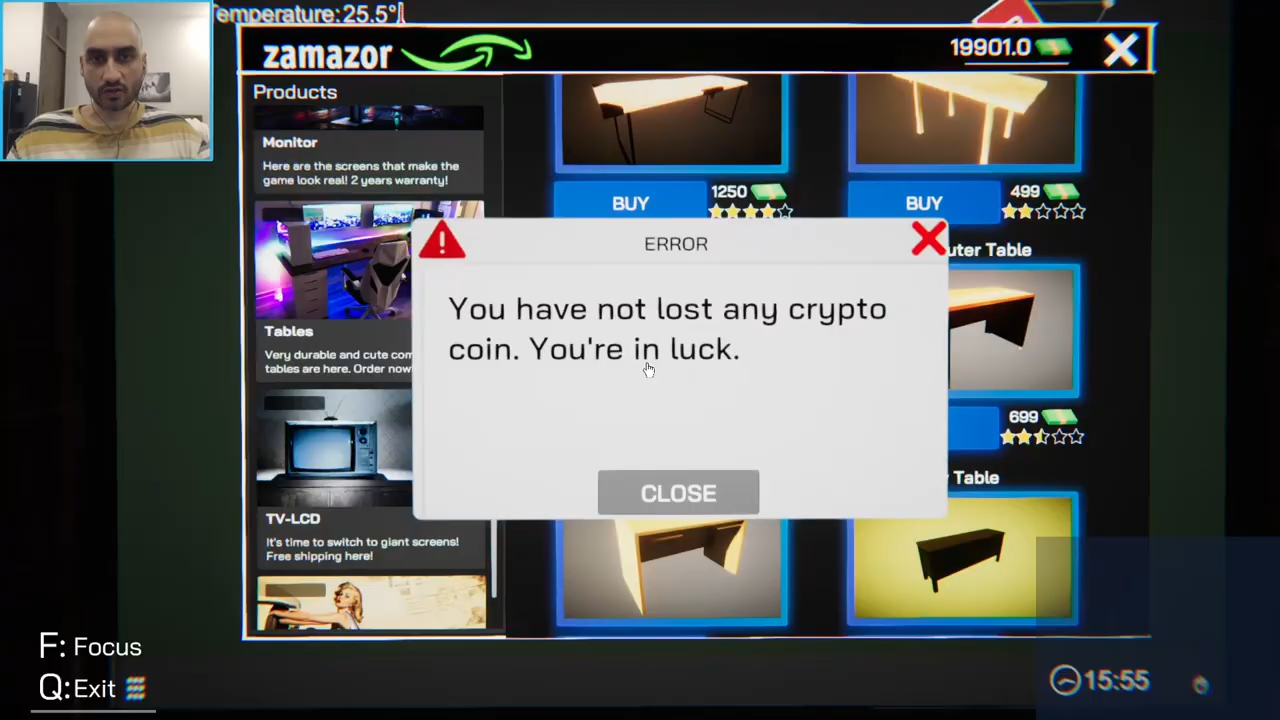 Temperature: 25.5°
zamazor
19901.0
Products
Monitor
Here are the screens that make the
game look real! 2 years warranty!
Tables
Very durable and cute com
tables are here. Order now
TV-LCD
It's time to switch to giant screens!
Free shipping here!
BUY
1250
BUY
499
uter Table
699
Table
ERROR
You have not lost any crypto
coin. You're in luck.
CLOSE
F: Focus
Q: Exit
15:55